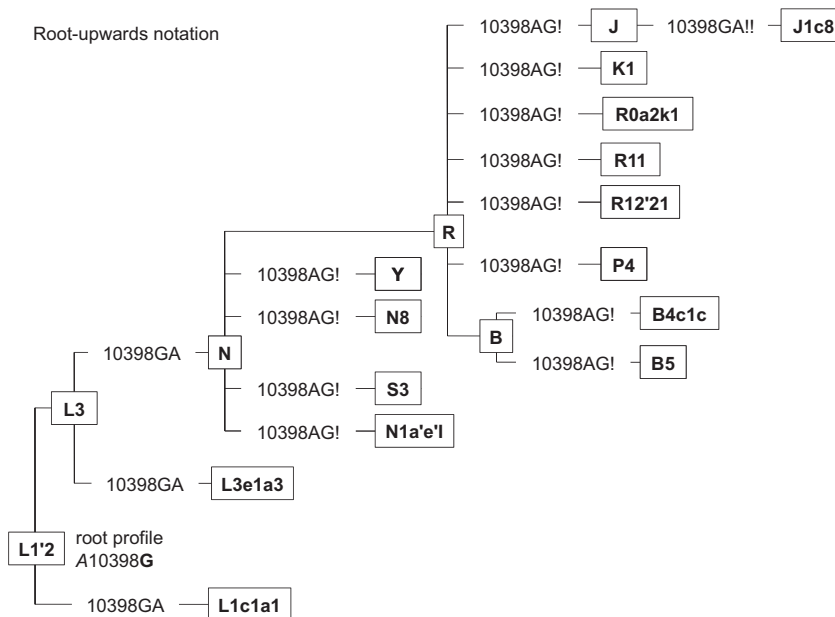 Root-upwards notation
10398AG! J 10398GA!! J1c8
10398AG! K1
10398AG! R0a2k1
10398AG! R11
10398AG! R12'21
R
10398AG! Y
10398AG! P4
10398AG! N8
10398AG! B4c1c
B
10398GA N
10398AG! B5
10398AG! S3
L3
10398AG! N1a'e'I
10398GA L3e1a3
root profile
L1'2
A10398G
10398GA L1c1a1